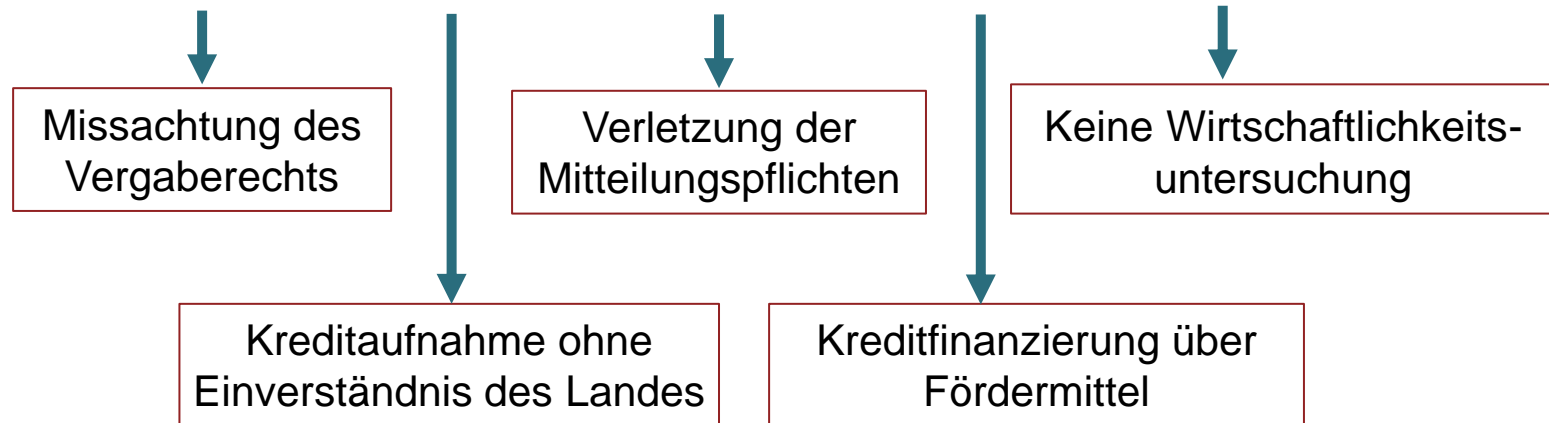 Missachtung des
Vergaberechts
Verletzung der
Mitteilungspflichten
Keine Wirtschaftlichkeits-
untersuchung
Kreditaufnahme ohne
Einverständnis des Landes
Kreditfinanzierung über
Fördermittel